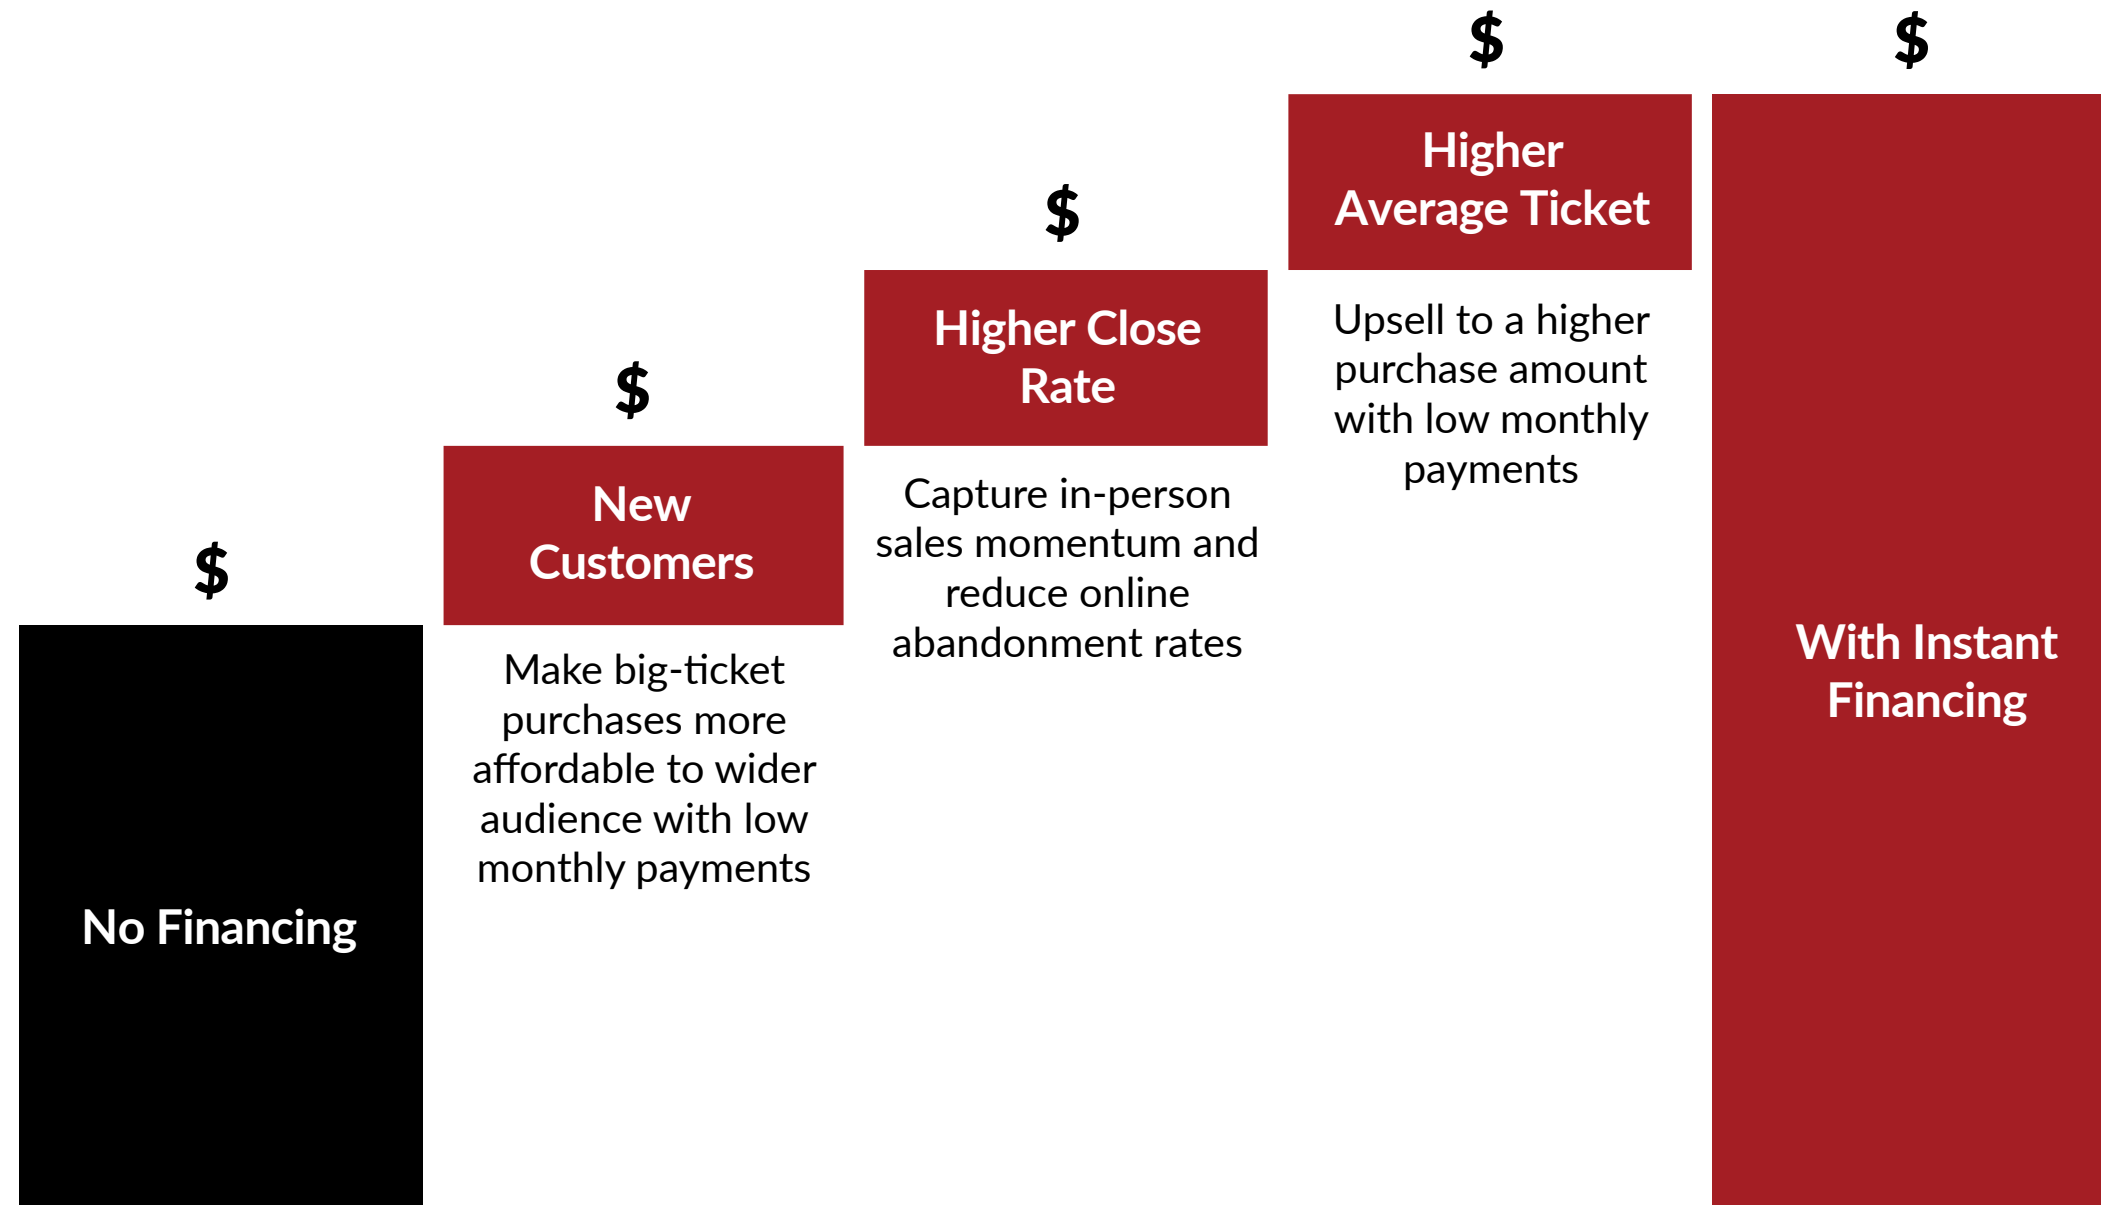 $
No Financing
$
New
Customers
Make big-ticket
purchases more
affordable to wider
audience with low
monthly payments
$
Higher Close
Rate
Capture in-person
sales momentum and
reduce online
abandonment rates
$
Higher
Average Ticket
Upsell to a higher
purchase amount
with low monthly
payments
$
With Instant
Financing